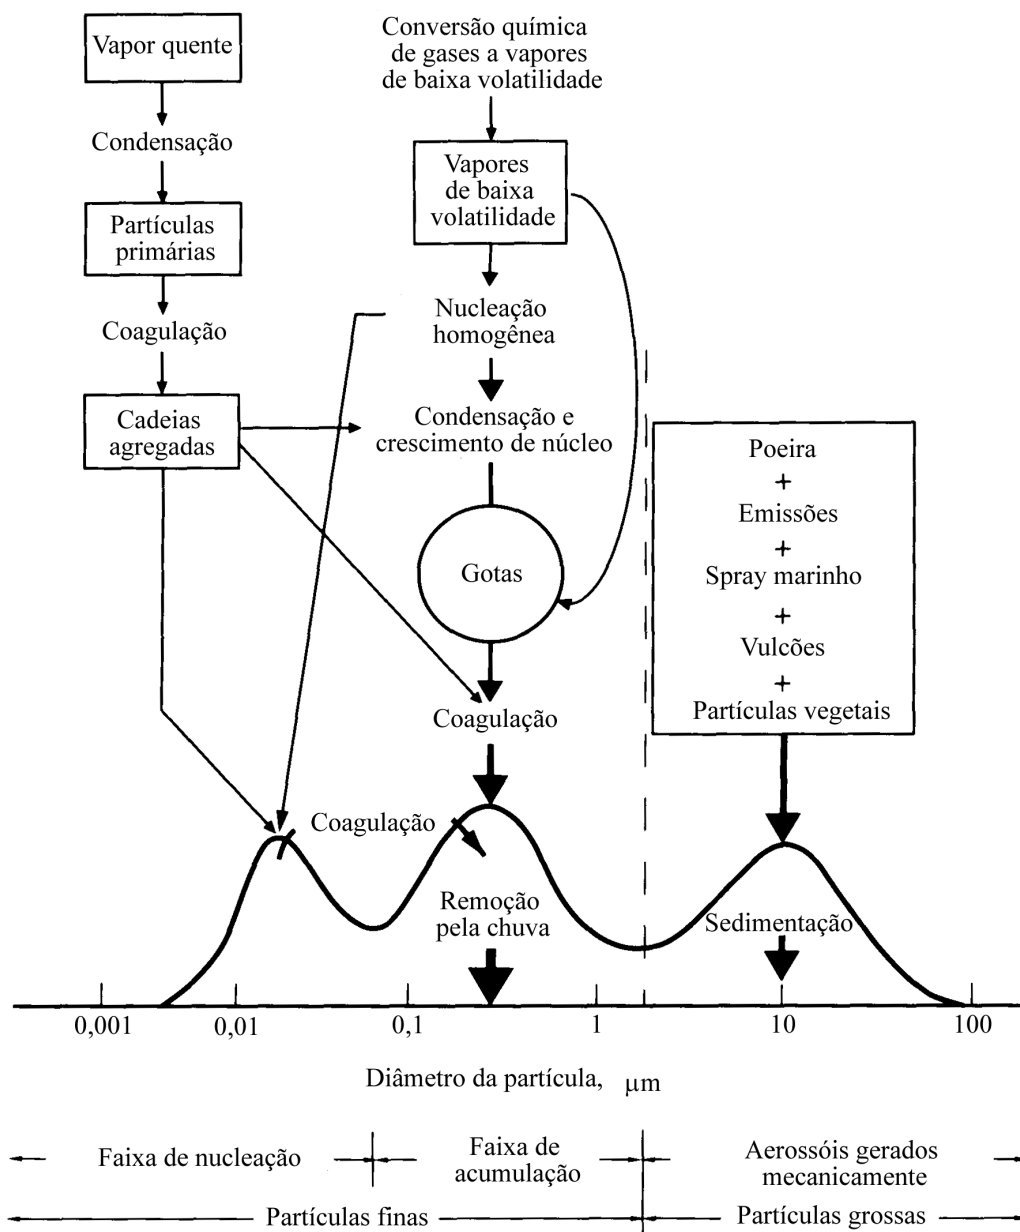 Vapor quente
Condensação
Partículas
primárias
Coagulação
Cadeias
agregadas
Conversão química
de gases a vapores
de baixa volatilidade
Vapores
de baixa
volatilidade
Nucleação
homogênea
Condensação e
crescimento de núcleo
Gotas
Coagulação
Poeira
+
Emissões
+
Spray marinho
+
Vulcões
+
Partículas vegetais
Coagulação
Remoção
pela chuva
Sedimentação
0,001 0,01 0,1 1 10 100
Diâmetro da partícula, μm
Faixa de nucleação
Faixa de
acumulação
Aerossóis gerados
mecanicamente
Partículas finas
Partículas grossas